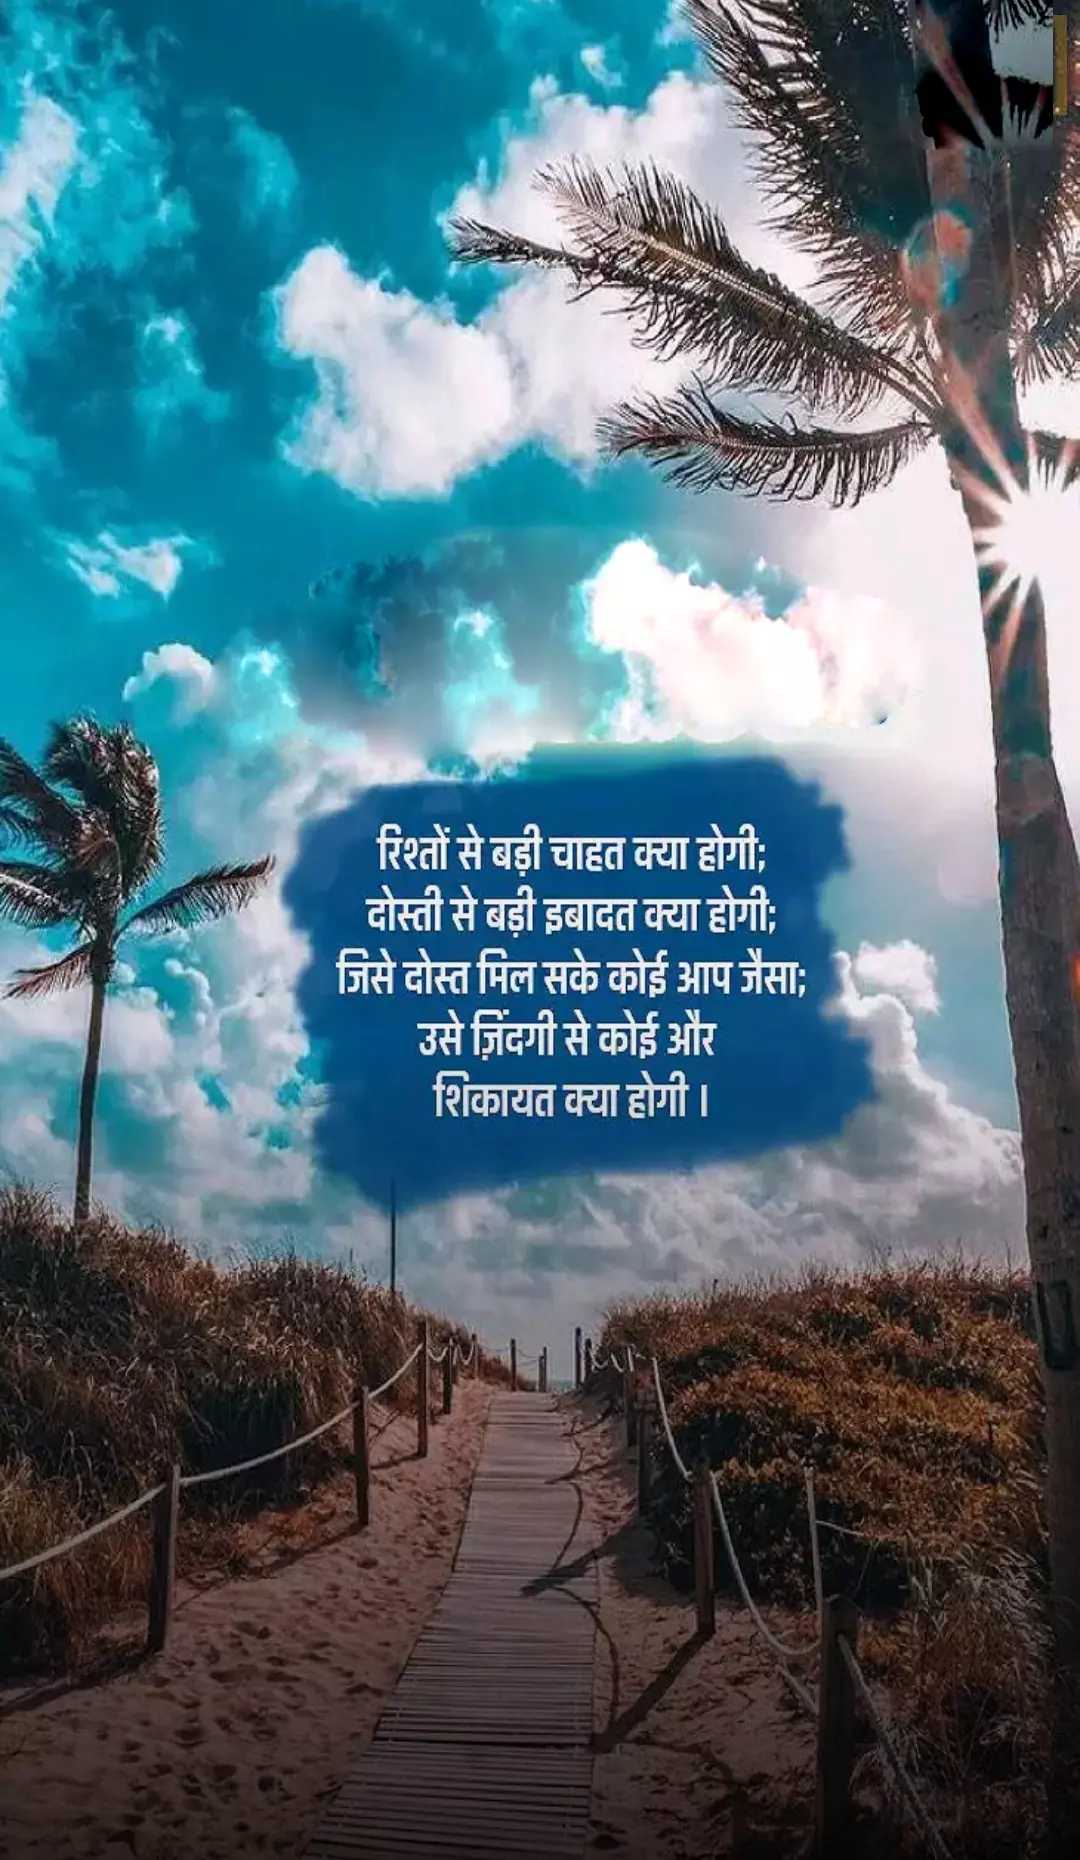 रिश्तों से बड़ी चाहत क्या होगी;
दोस्ती से बड़ी इबादत क्या होगी;
जिसे दोस्त मिल सके कोई आप जैसा;
उसे ज़िंदगी से कोई और
शिकायत क्या होगी ।